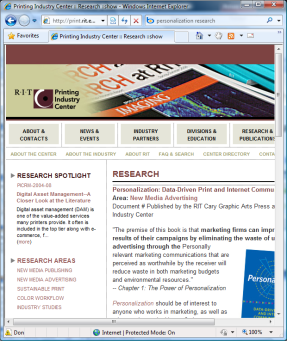 Printing Industry Center :: Research :: show - Windows Internet Explorer
http://print.rit.e...
personalization research
Favorites
Printing Industry Center :: Research ::show
R·I·T
Printing
Industry
Center
RCH at RI
IMAGING
ABOUT &
CONTACTS
NEWS &
EVENTS
INDUSTRY
PARTNERS
DIVISIONS &
EDUCATION
RESEARCH &
PUBLICATIONS
ABOUT THE CENTER
ABOUT THE INDUSTRY
ABOUT RIT
FAQ & SEARCH
CENTER DIRECTORY
CONTA
RESEARCH SPOTLIGHT
PICRM-2004-06
Digital Asset Management--A
Closer Look at the Literature
Digital asset management (DAM) is
one of the value-added services
many printers provide. It often is
included in the top tier along with e-
commerce, f...
(more)
RESEARCH AREAS
NEW MEDIA PUBLISHING
NEW MEDIA ADVERTISING
SUSTAINABLE PRINT
COLOR WORKFLOW
INDUSTRY STUDIES
RESEARCH
Personalization: Data-Driven Print and Internet Commu
Area: New Media Advertising
Document # Published by the RIT Cary Graphic Arts Press a
Industry Center
"The premise of this book is that marketing firms can impr
results of their campaigns by eliminating the waste of u
advertising through the Personally
relevant marketing communications that are
perceived as worthwhile by the receiver will
reduce waste in both marketing budgets
and environmental resources."
-- Chapter 1: The Power of Personalization
Personalization should be of interest to
anyone who works in marketing, as well as
Persona
Don
Internet | Protected Mode: On
100%